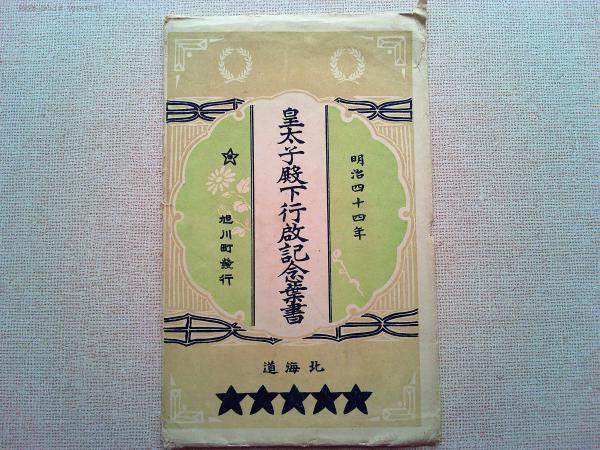 明治四十四年
皇太子殿下行啟記念葉書
旭川町發行
北海道